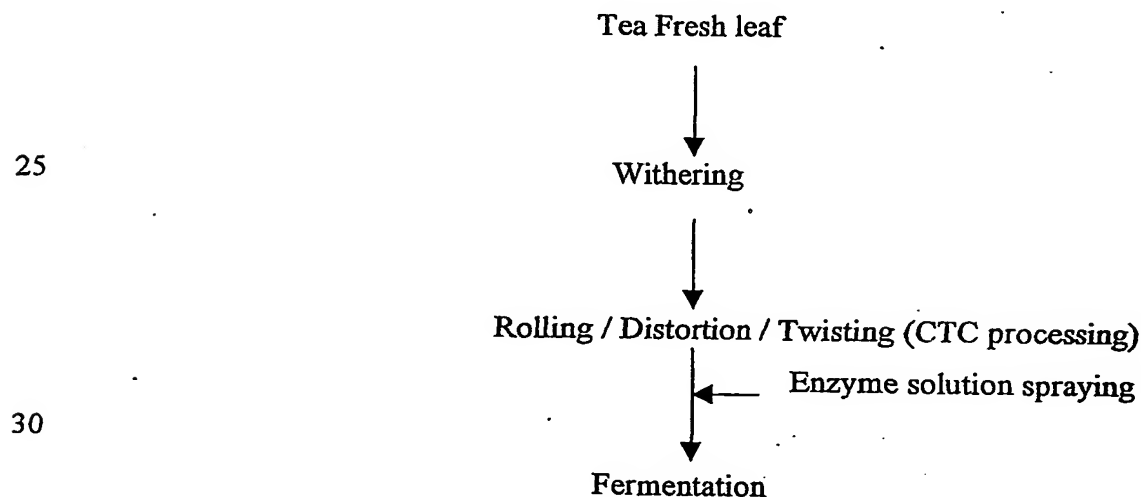 Tea Fresh leaf
25
Withering
Rolling / Distortion / Twisting (CTC processing)
Enzyme solution spraying
30
Fermentation